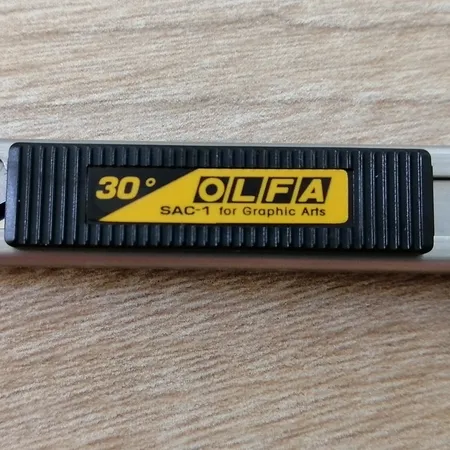 30° OLFA
SAC-1 for Graphic Arts